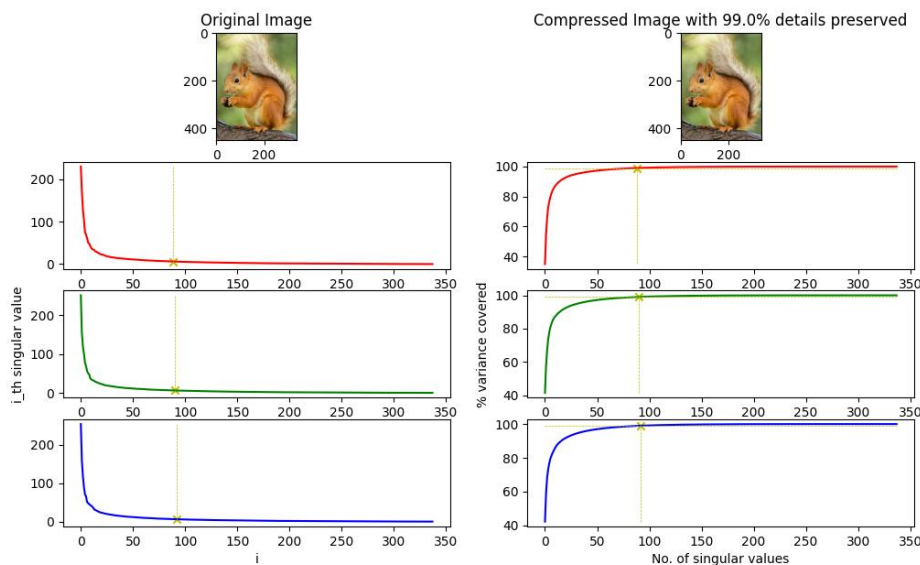 Original Image
0
200
400
0 200
Compressed Image with 99.0% details preserved
0
200
400
0 200
200
100
0
0 50 100 150 200 250 300 350
100
80
60
40
0 50 100 150 200 250 300 350
i_th singular value
200
100
0
0 50 100 150 200 250 300 350
% variance covered
100
80
60
40
0 50 100 150 200 250 300 350
200
100
0
0 50 100 150 200 250 300 350
i
100
80
60
40
0 50 100 150 200 250 300 350
No. of singular values